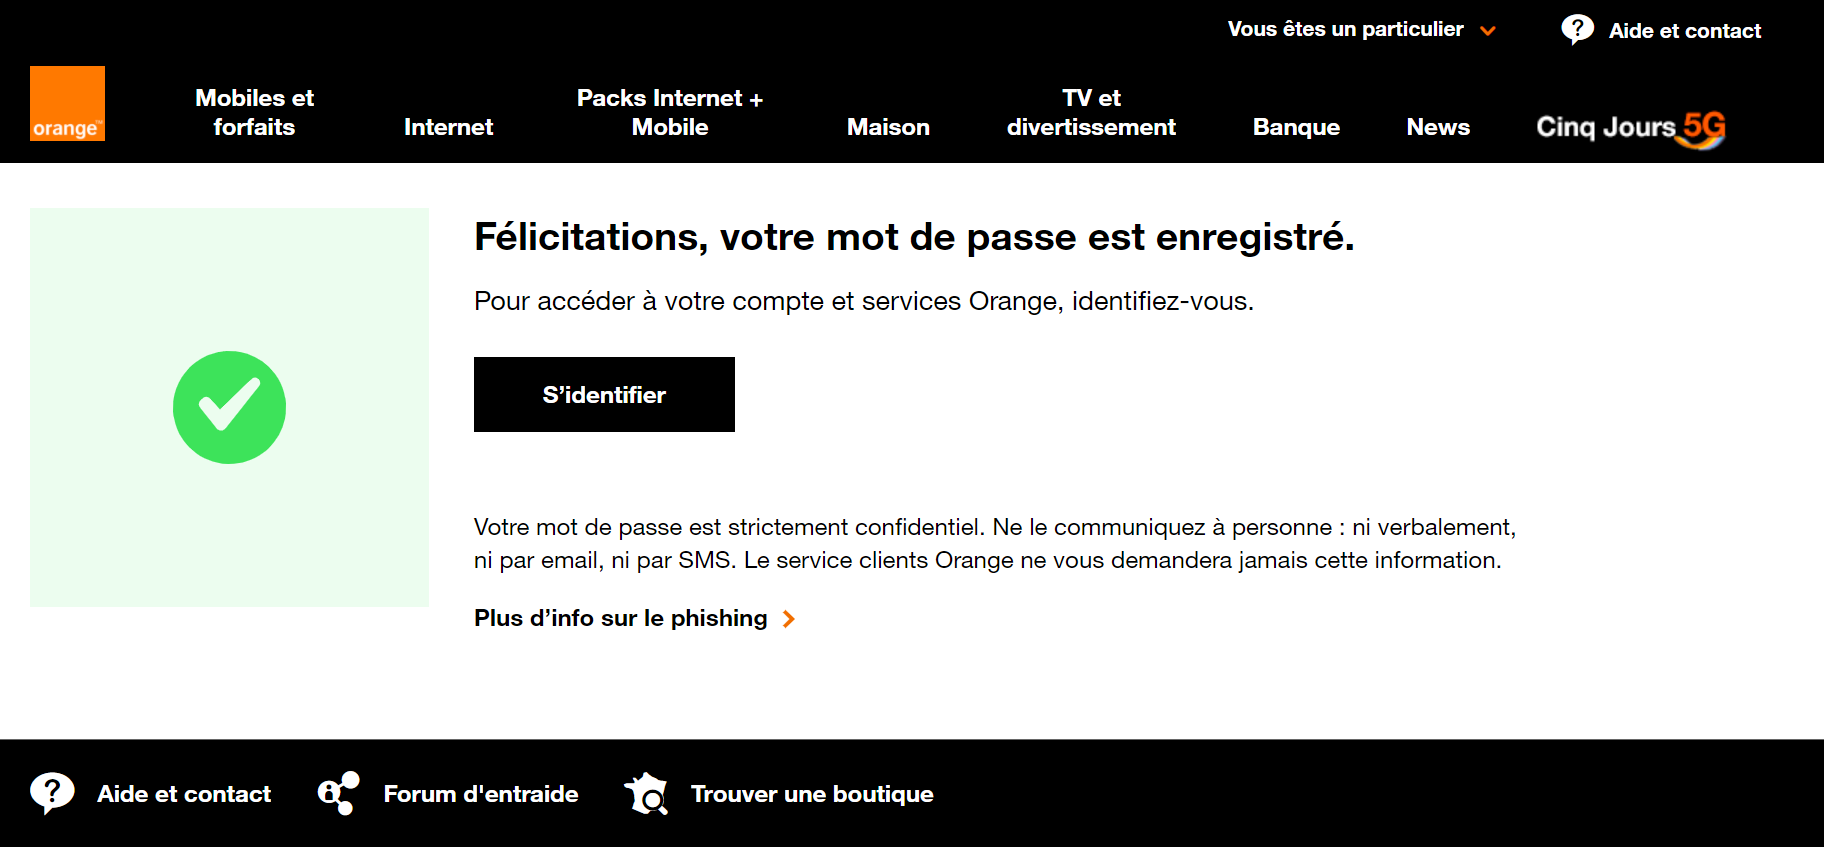 Vous êtes un particulier
Aide et contact
orange™
Mobiles et
forfaits
Internet
Packs Internet +
Mobile
Maison
TV et
divertissement
Banque
News
Cinq Jours 5G
Félicitations, votre mot de passe est enregistré.
Pour accéder à votre compte et services Orange, identifiez-vous.
S’identifier
Votre mot de passe est strictement confidentiel. Ne le communiquez à personne : ni verbalement,
ni par email, ni par SMS. Le service clients Orange ne vous demandera jamais cette information.
Plus d’info sur le phishing
Aide et contact
Forum d'entraide
Trouver une boutique